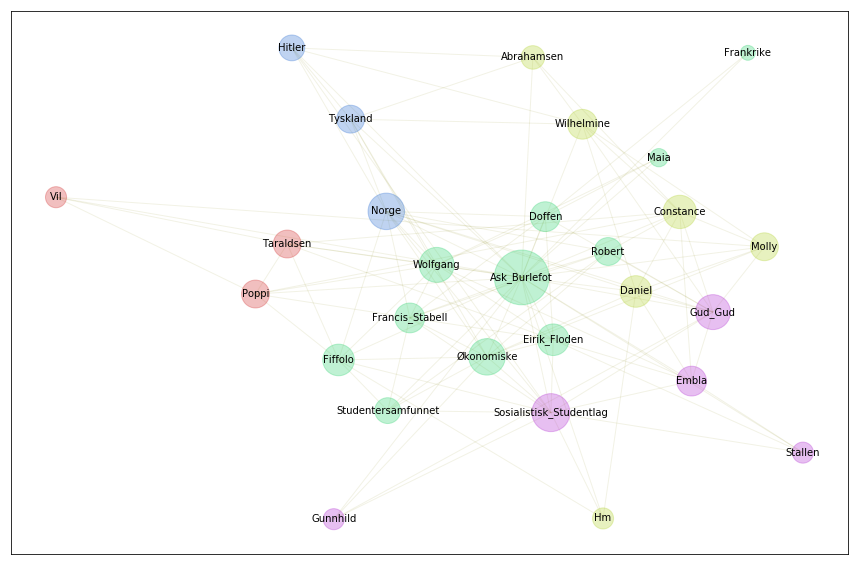 Hitler
Abrahamsen
Frankrike
Tyskland
Wilhelmine
Maia
Vil
Norge
Doffen
Constance
Taraldsen
Molly
Robert
Wolfgang
Ask_Burlefot
Poppi
Daniel
Gud_Gud
Francis_Stabell
Eirik_Floden
Fiffolo
Økonomiske
Embla
Studentersamfunnet
Sosialistisk_Studentlag
Stallen
Gunnhild
Hm